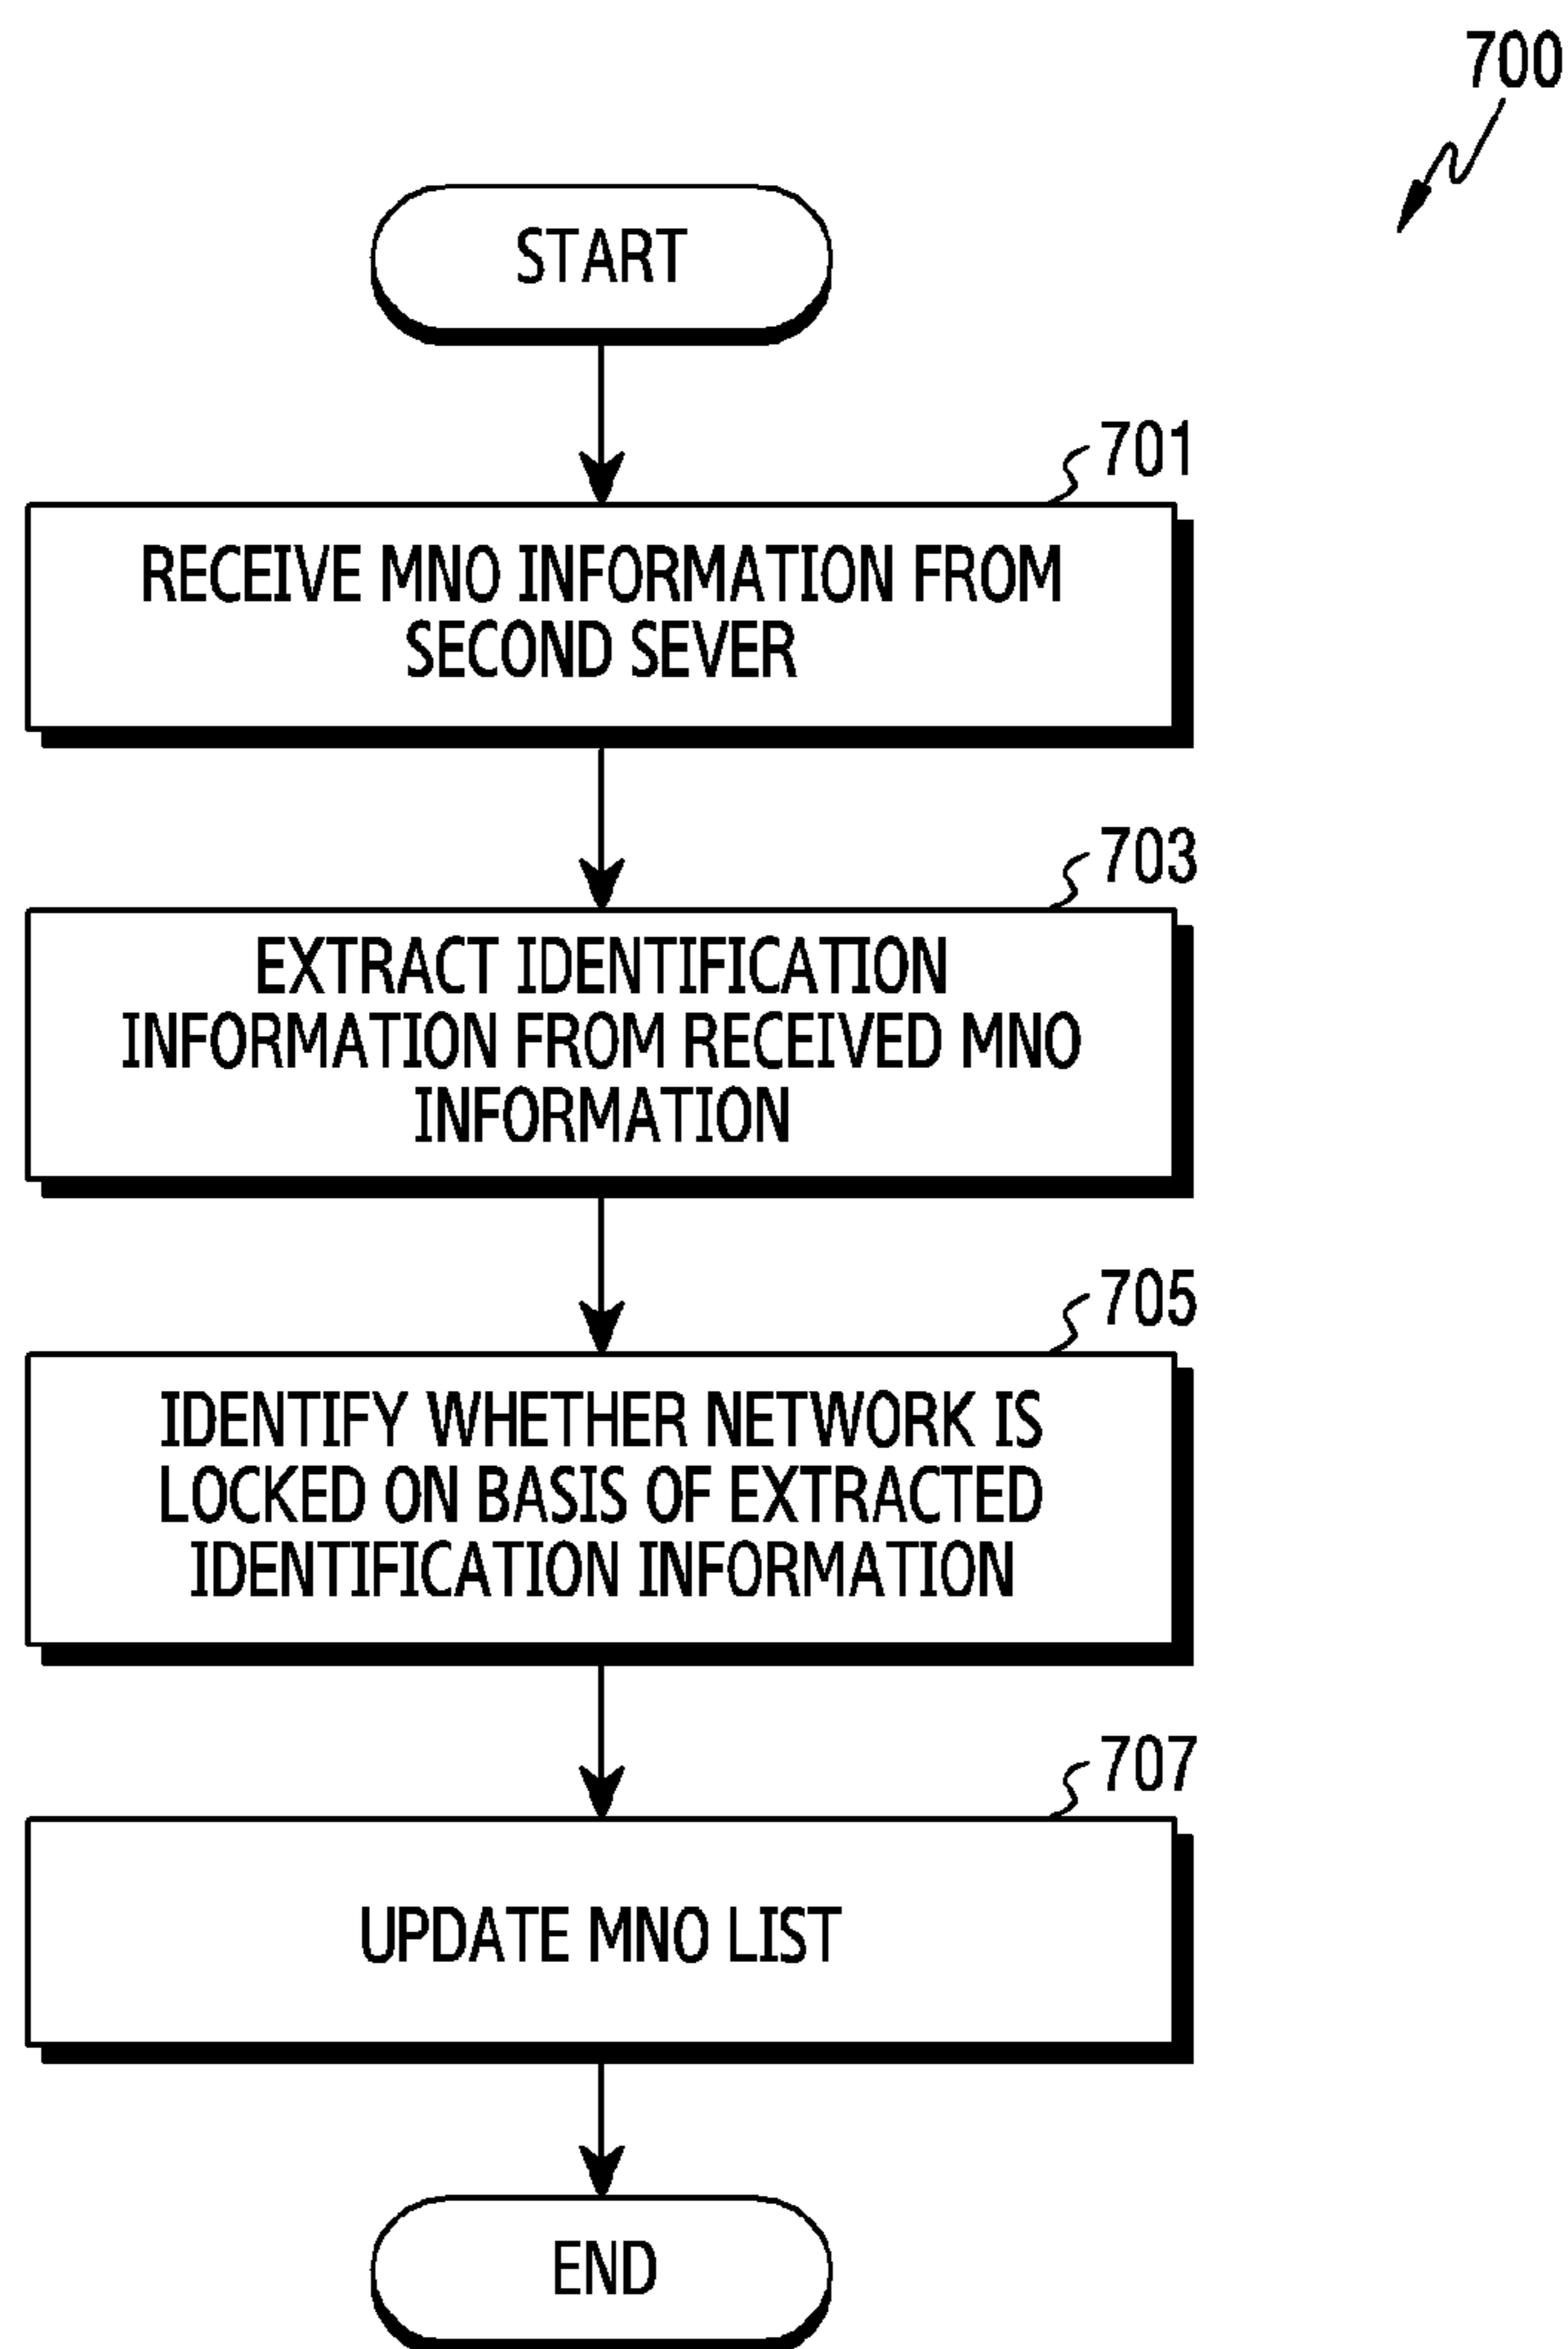 700
START
701
RECEIVE MNO INFORMATION FROM
SECOND SEVER
703
EXTRACT IDENTIFICATION
INFORMATION FROM RECEIVED MNO
INFORMATION
705
IDENTIFY WHETHER NETWORK IS
LOCKED ON BASIS OF EXTRACTED
IDENTIFICATION INFORMATION
707
UPDATE MNO LIST
END